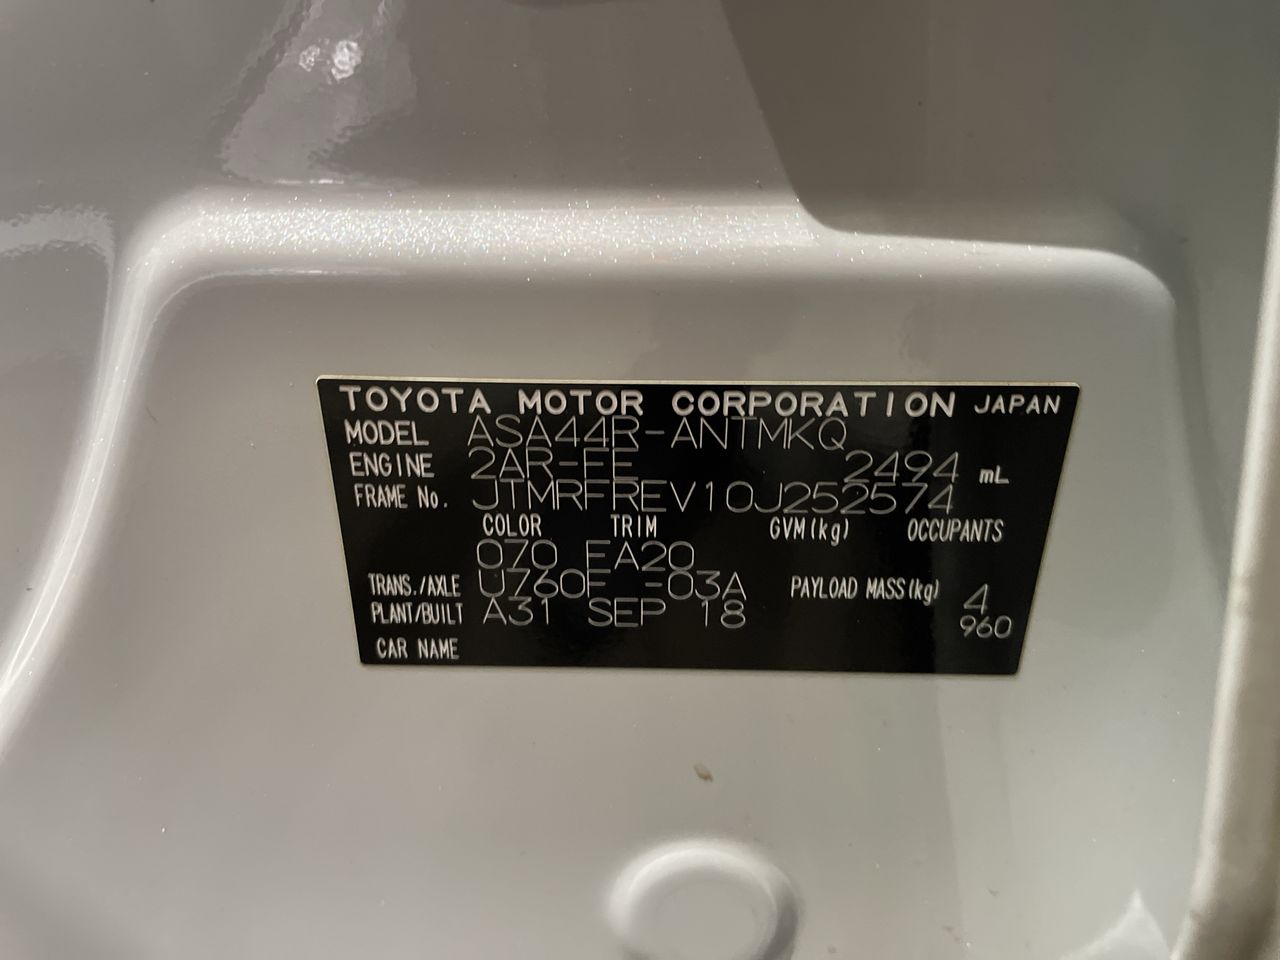 TOYOTA MOTOR CORPORATION JAPAN
MODEL ASA44R-ANTMKQ
ENGINE 2AR-FE 2494 mL
FRAME No. JTMRFREV10J252574
COLOR TRIM GVM(kg) OCCUPANTS
070 FA20
TRANS./AXLE U760F -03A PAYLOAD MASS(kg) 4
PLANT/BUILT A31 SEP 18 960
CAR NAME